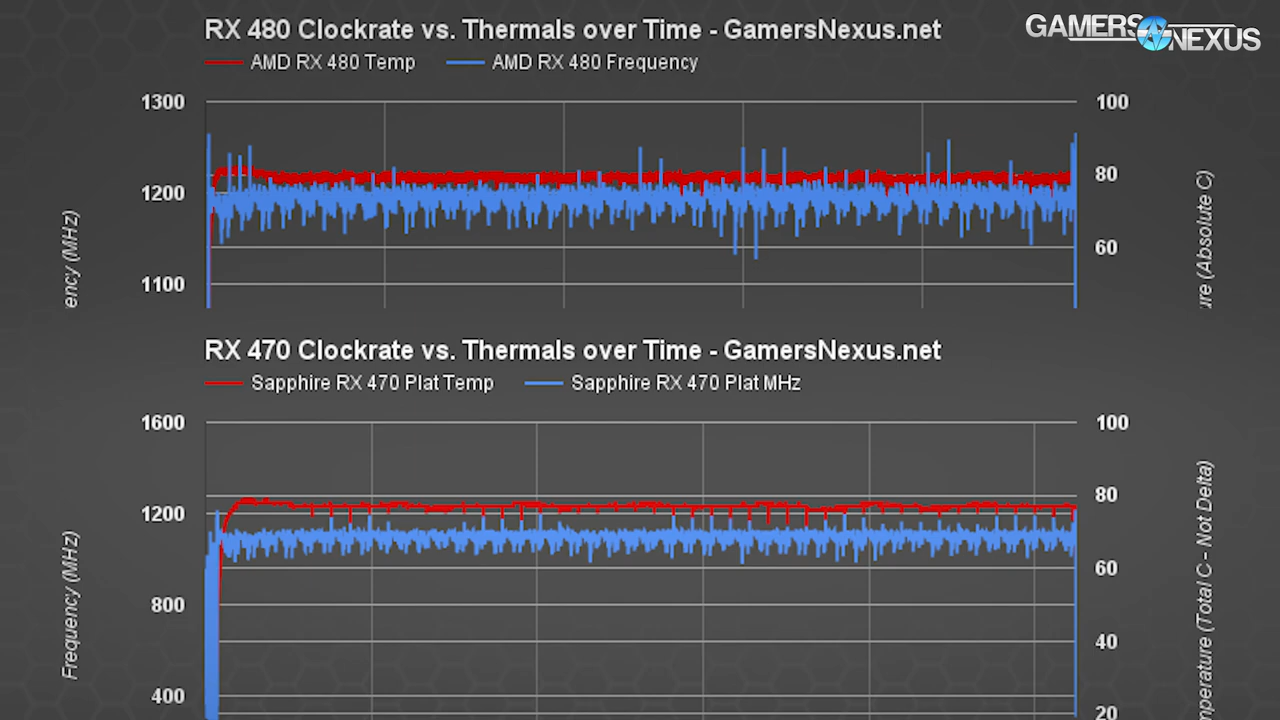 RX 480 Clockrate vs. Thermals over Time - GamersNexus.net
GAMERS NEXUS
AMD RX 480 Temp AMD RX 480 Frequency
1300 100
80
1200
60
1100
ency (MHz)
ure (Absolute C)
RX 470 Clockrate vs. Thermals over Time - GamersNexus.net
Sapphire RX 470 Plat Temp Sapphire RX 470 Plat MHz
1600 100
80
1200
60
800
40
400
20
Frequency (MHz)
mperature (Total C - Not Delta)